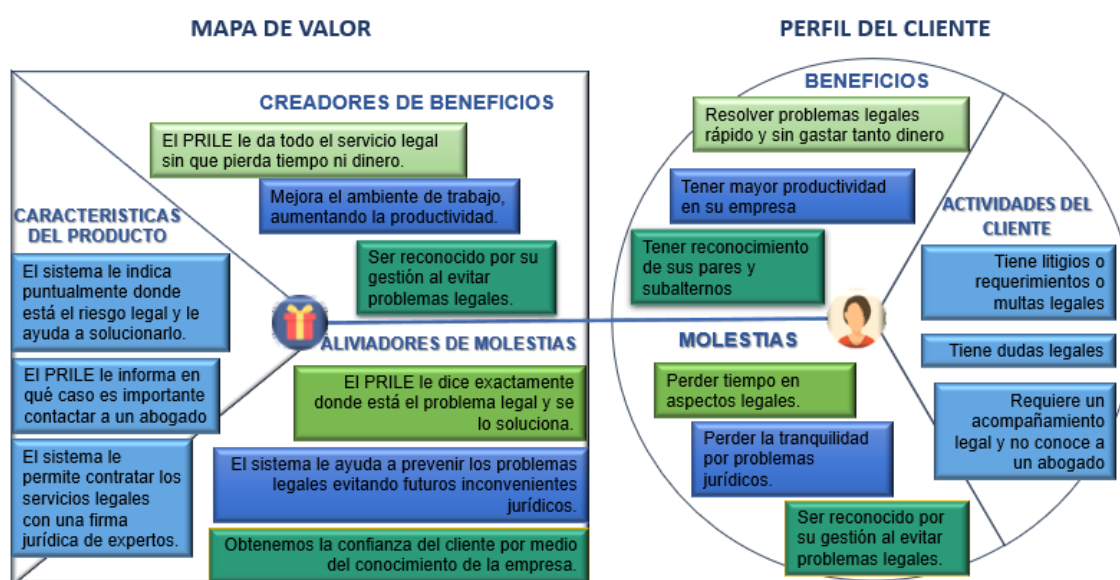 MAPA DE VALOR
CREADORES DE BENEFICIOS
El PRILE le da todo el servicio legal
sin que pierda tiempo ni dinero.
Mejora el ambiente de trabajo,
aumentando la productividad.
Ser reconocido por su
gestión al evitar
problemas legales.
CARACTERISTICAS
DEL PRODUCTO
El sistema le indica
puntualmente donde
está el riesgo legal y le
ayuda a solucionarlo.
El PRILE le informa en
qué caso es importante
contactar a un abogado
El sistema le
permite contratar los
servicios legales
con una firma
jurídica de expertos.
ALIVIADORES DE MOLESTIAS
El PRILE le dice exactamente
donde está el problema legal y se
lo soluciona.
El sistema le ayuda a prevenir los problemas
legales evitando futuros inconvenientes
jurídicos.
Obtenemos la confianza del cliente por medio
del conocimiento de la empresa.
PERFIL DEL CLIENTE
BENEFICIOS
Resolver problemas legales
rápido y sin gastar tanto dinero
Tener mayor productividad
en su empresa
Tener reconocimiento
de sus pares y
subalternos
ACTIVIDADES DEL
CLIENTE
Tiene litigios o
requerimientos o
multas legales
Tiene dudas legales
Requiere un
acompañamiento
legal y no conoce a
un abogado
MOLESTIAS
Perder tiempo en
aspectos legales.
Perder la tranquilidad
por problemas
jurídicos.
Ser reconocido por
su gestión al evitar
problemas legales.